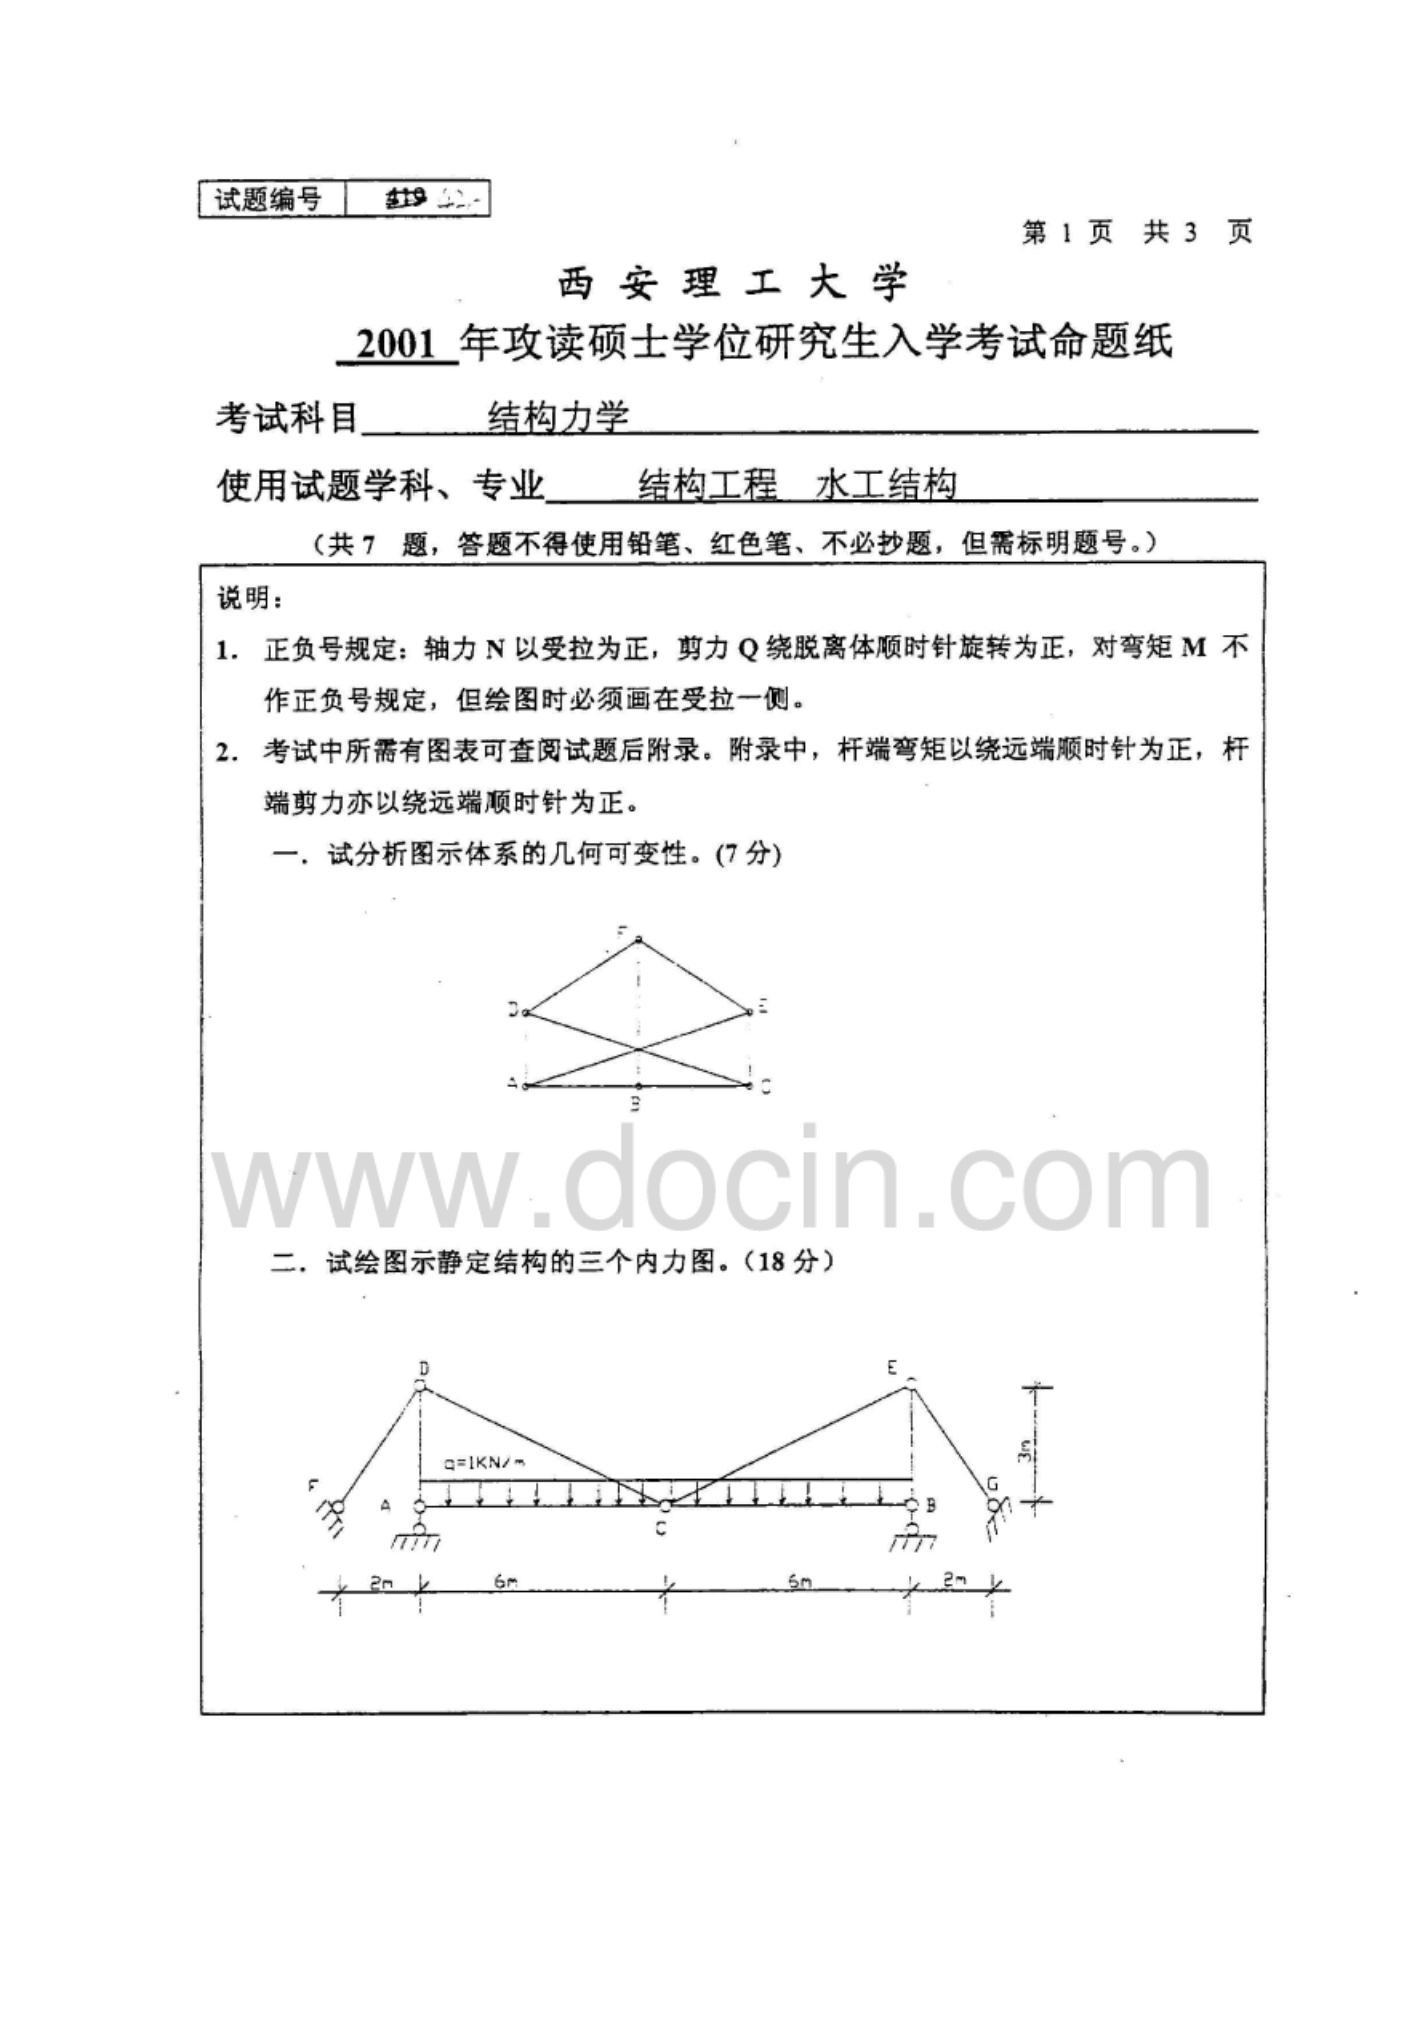 试题编号 419
第 1 页 共 3 页
西安理工大学
2001 年攻读硕士学位研究生入学考试命题纸
考试科目 结构力学
使用试题学科、专业 结构工程 水工结构
（共 7 题，答题不得使用铅笔、红色笔、不必抄题，但需标明题号。）
说明：
1. 正负号规定：轴力 N 以受拉为正，剪力 Q 绕脱离体顺时针旋转为正，对弯矩 M 不
作正负号规定，但绘图时必须画在受拉一侧。
2. 考试中所需有图表可查阅试题后附录。附录中，杆端弯矩以绕远端顺时针为正，杆
端剪力亦以绕远端顺时针为正。
一．试分析图示体系的几何可变性。(7 分)
F
D E
A B C
www.docin.com
二．试绘图示静定结构的三个内力图。（18 分）
D E
q=1KN/m
3m
F A C B G
2m 6m 6m 2m